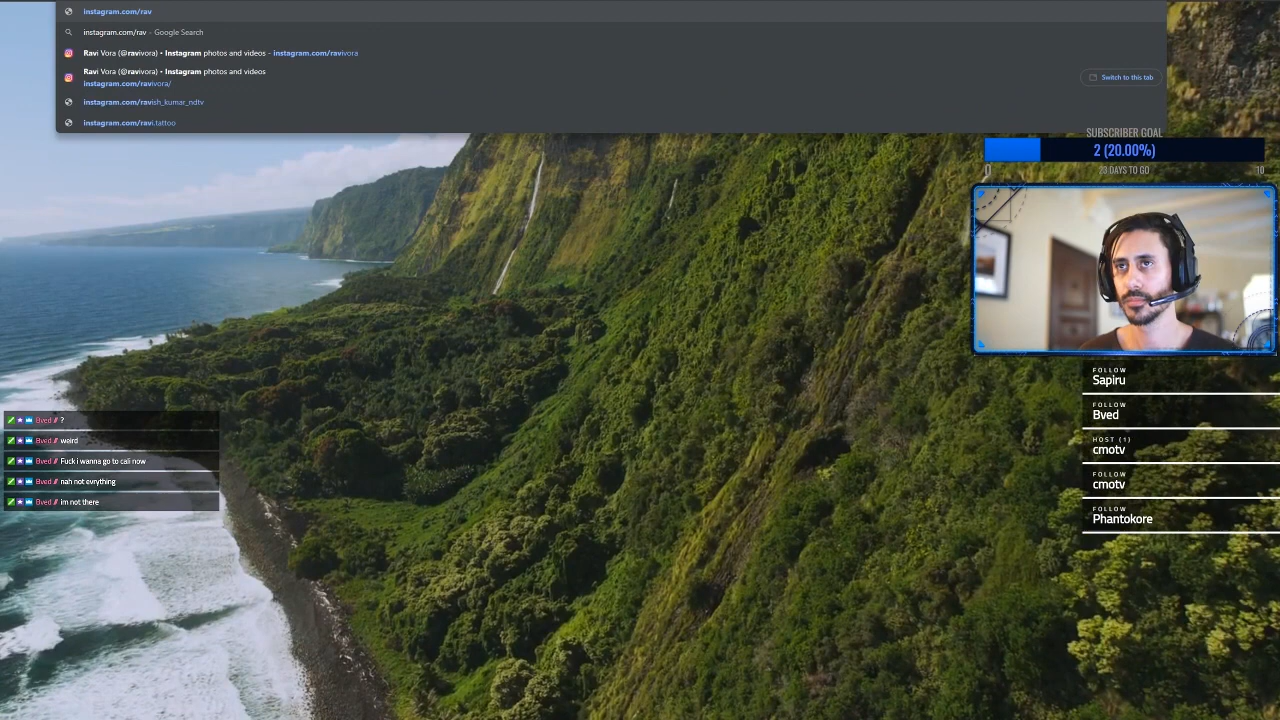 instagram.com/rav
instagram.com/rav - Google Search
Ravi Vora (@ravivora) • Instagram photos and videos - instagram.com/ravivora
Ravi Vora (@ravivora) • Instagram photos and videos
instagram.com/ravivora/
Switch to this tab
instagram.com/ravish_kumar_ndtv
instagram.com/ravi.tattoo
SUBSCRIBER GOAL
2 (20.00%)
0 23 DAYS TO GO 10
FOLLOW
Sapiru
FOLLOW
Bved
HOST (1)
cmotv
FOLLOW
cmotv
FOLLOW
Phantokore
Bved // ?
Bved // weird
Bved // Fuck i wanna go to cali now
Bved // nah not evrything
Bved // im not there